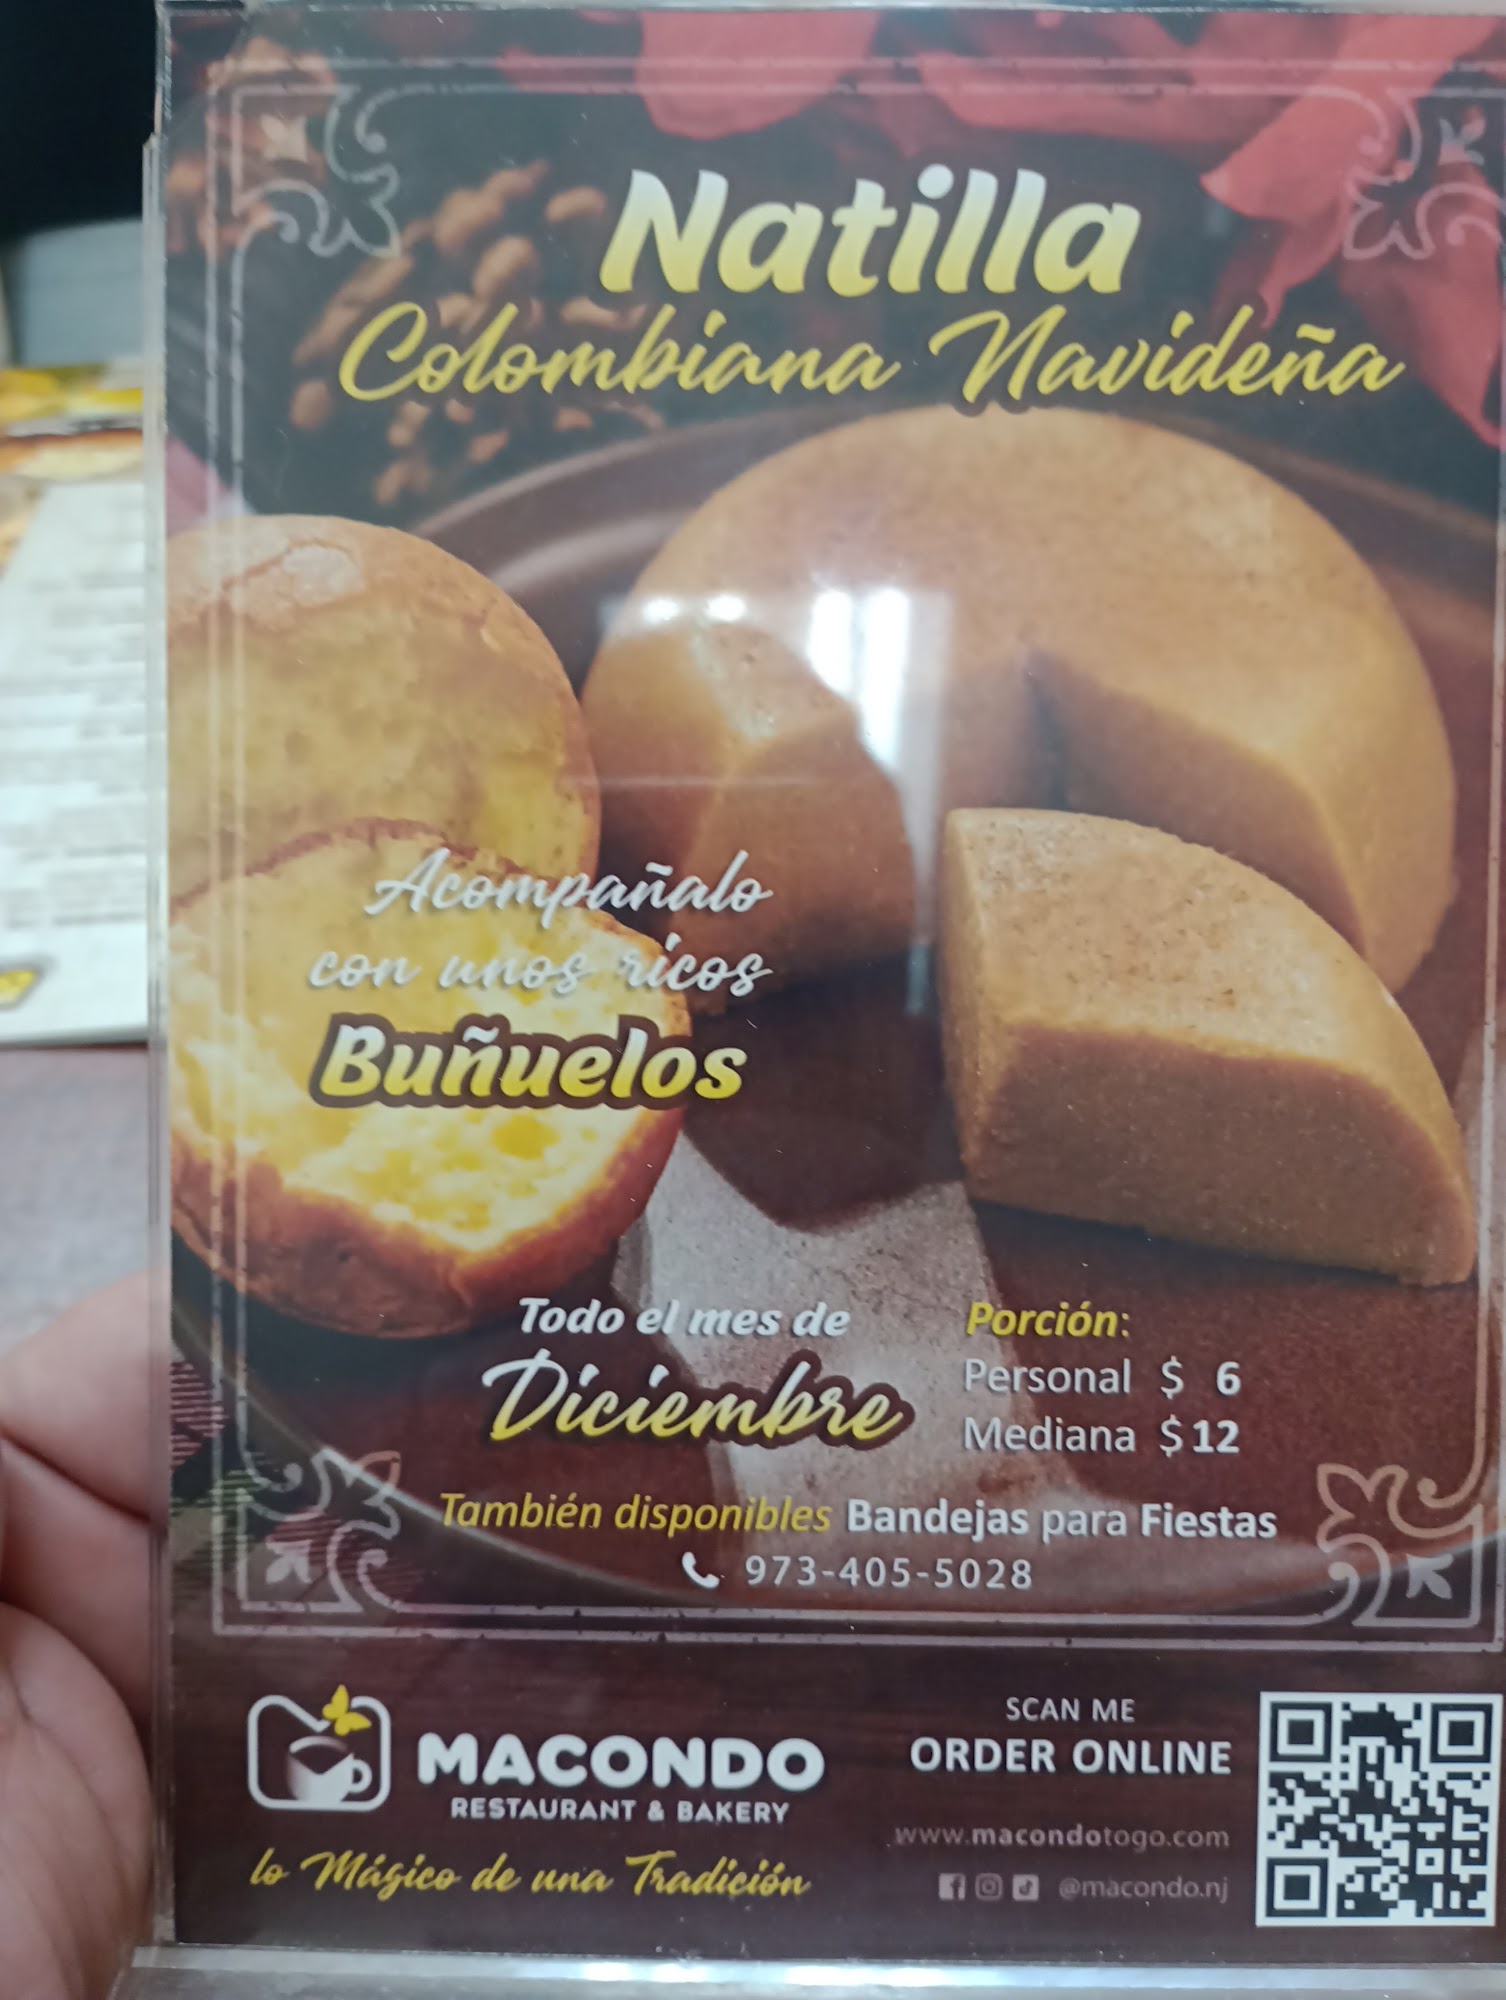 Natilla
Colombiana Navideña
Acompañalo
con unos ricos
Buñuelos
Todo el mes de
Diciembre
Porción:
Personal $ 6
Mediana $12
También disponibles Bandejas para Fiestas
973-405-5028
MACONDO
RESTAURANT & BAKERY
lo Mágico de una Tradición
SCAN ME
ORDER ONLINE
www.macondotogo.com
@macondo.nj